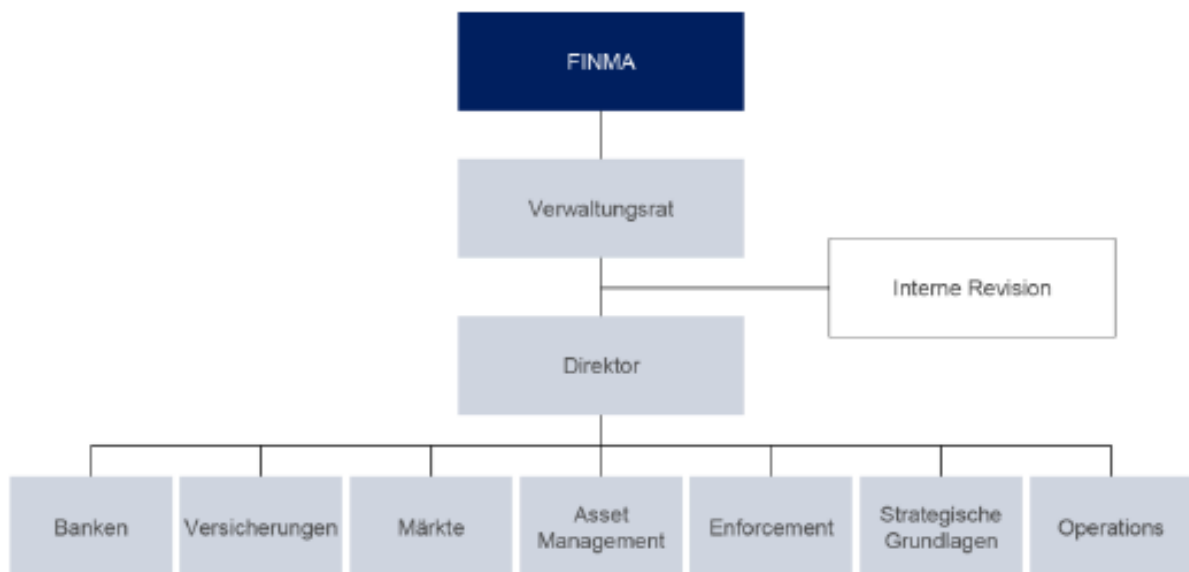 FINMA
Verwaltungsrat
Interne Revision
Direktor
Banken
Versicherungen
Märkte
Asset
Management
Enforcement
Strategische
Grundlagen
Operations